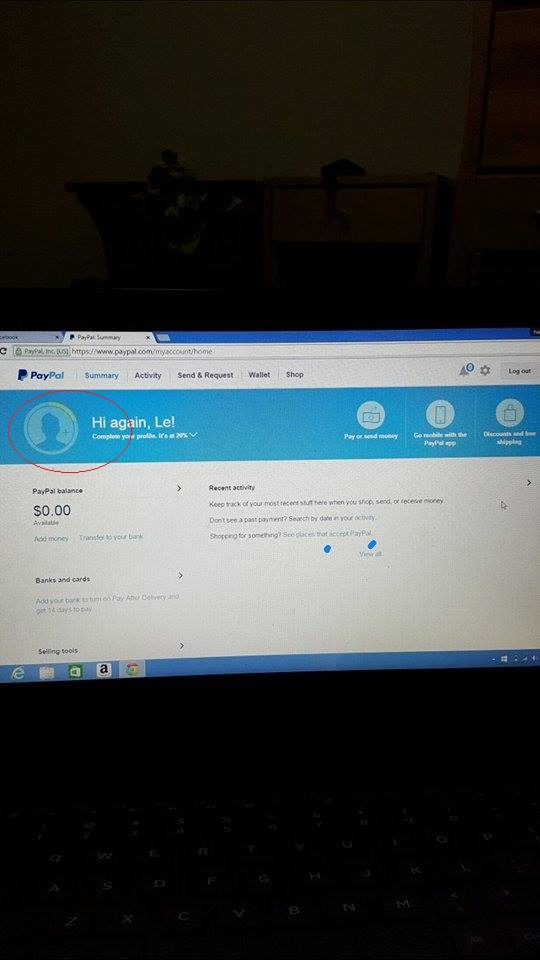 cebook
PayPal: Summary
PayPal, Inc. [US] https://www.paypal.com/myaccount/home
PayPal Summary Activity Send & Request Wallet Shop 0 Log out
Hi again, Le!
Complete your profile. It's at 20%
Pay or send money
Go mobile with the
PayPal app
Discounts and free
shipping
PayPal balance
$0.00
Available
Add money Transfer to your bank
Recent activity
Keep track of your most recent stuff here when you shop, send, or receive money.
Don't see a past payment? Search by date in your activity.
Shopping for something? See places that accept PayPal.
View all
Banks and cards
Add your bank to turn on Pay After Delivery and
get 14 days to pay.
Selling tools
a
Q W E R T Y U I O P
A S D F G H J K L
Z X C V B N M